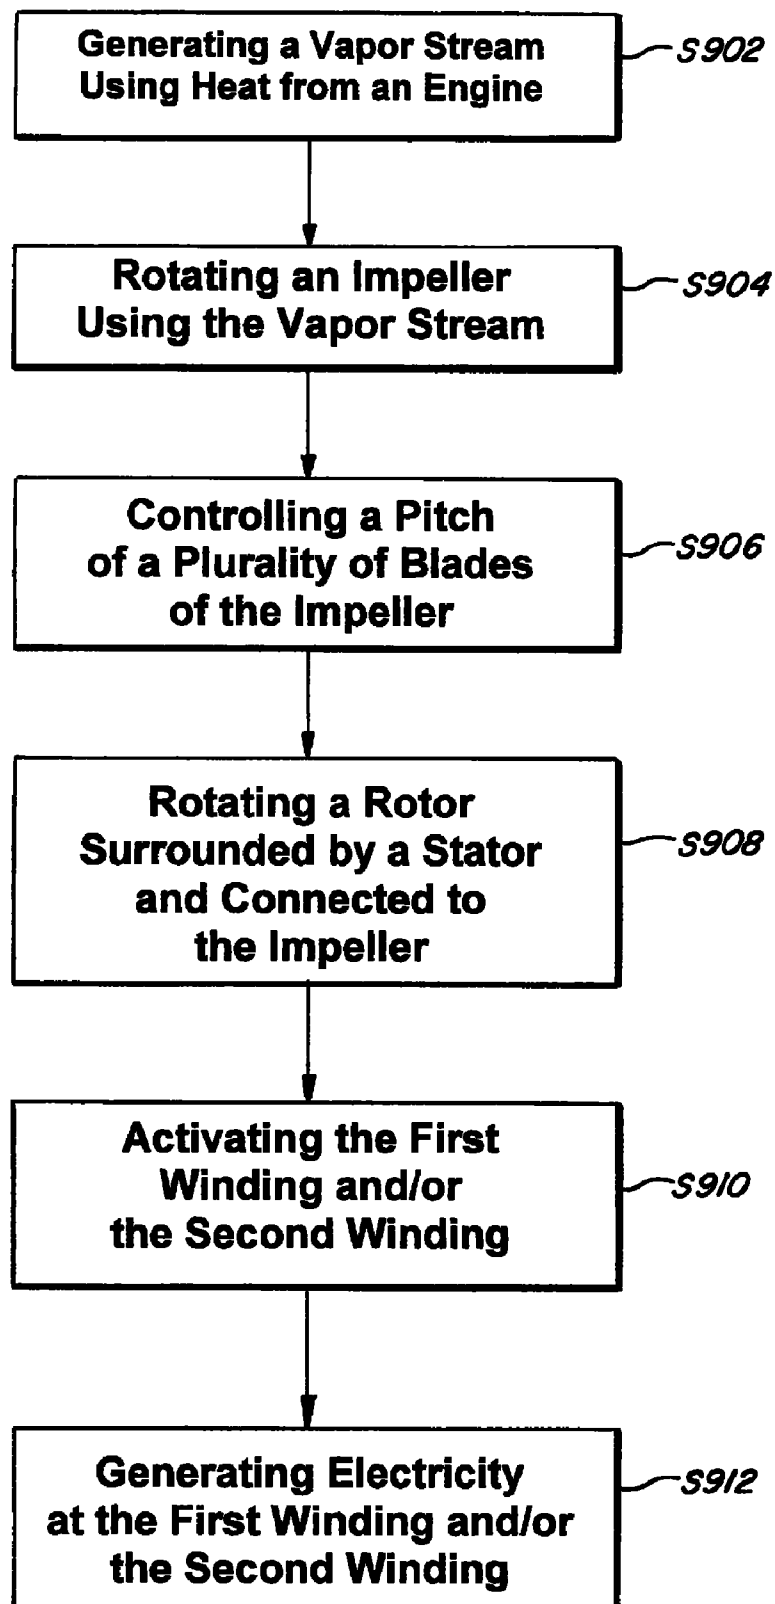 Generating a Vapor Stream
Using Heat from an Engine
S902
Rotating an Impeller
Using the Vapor Stream
S904
Controlling a Pitch
of a Plurality of Blades
of the Impeller
S906
Rotating a Rotor
Surrounded by a Stator
and Connected to
the Impeller
S908
Activating the First
Winding and/or
the Second Winding
S910
Generating Electricity
at the First Winding and/or
the Second Winding
S912